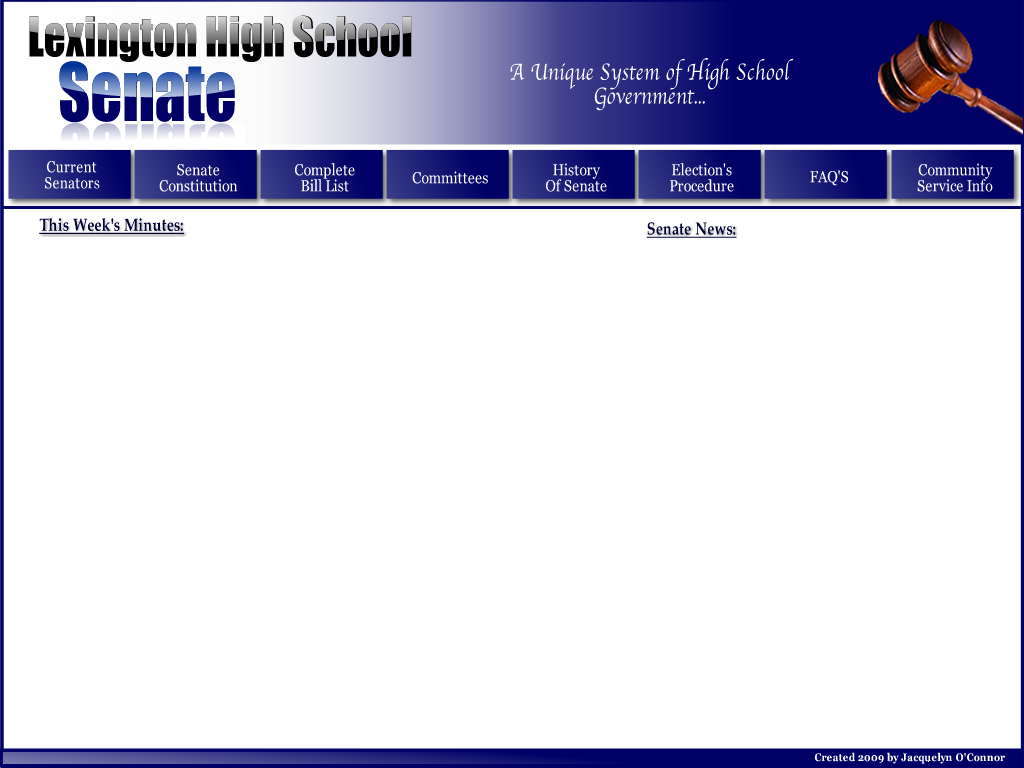 Lexington High School
Senate
A Unique System of High School
Government...
Current
Senators
Senate
Constitution
Complete
Bill List
Committees
History
Of Senate
Election's
Procedure
FAQ'S
Community
Service Info
This Week's Minutes:
Senate News:
Created 2009 by Jacquelyn O'Connor